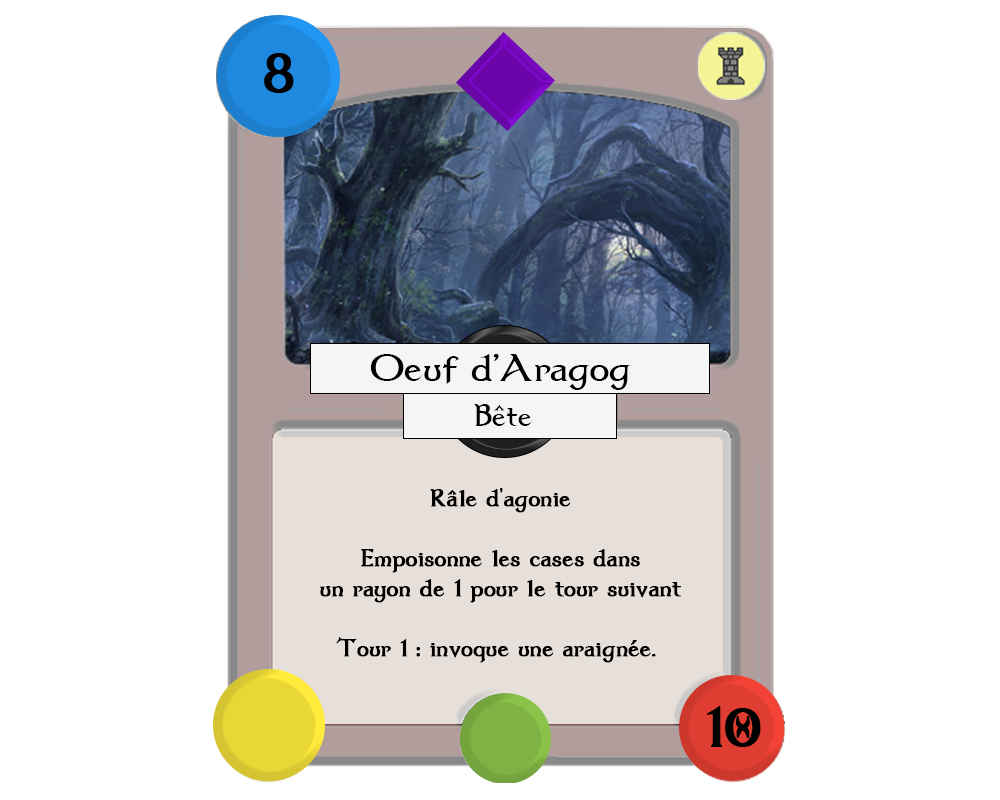 8
Oeuf d'Aragog
Bête
Râle d'agonie
Empoisonne les cases dans
un rayon de 1 pour le tour suivant
Tour 1 : invoque une araignée.
10